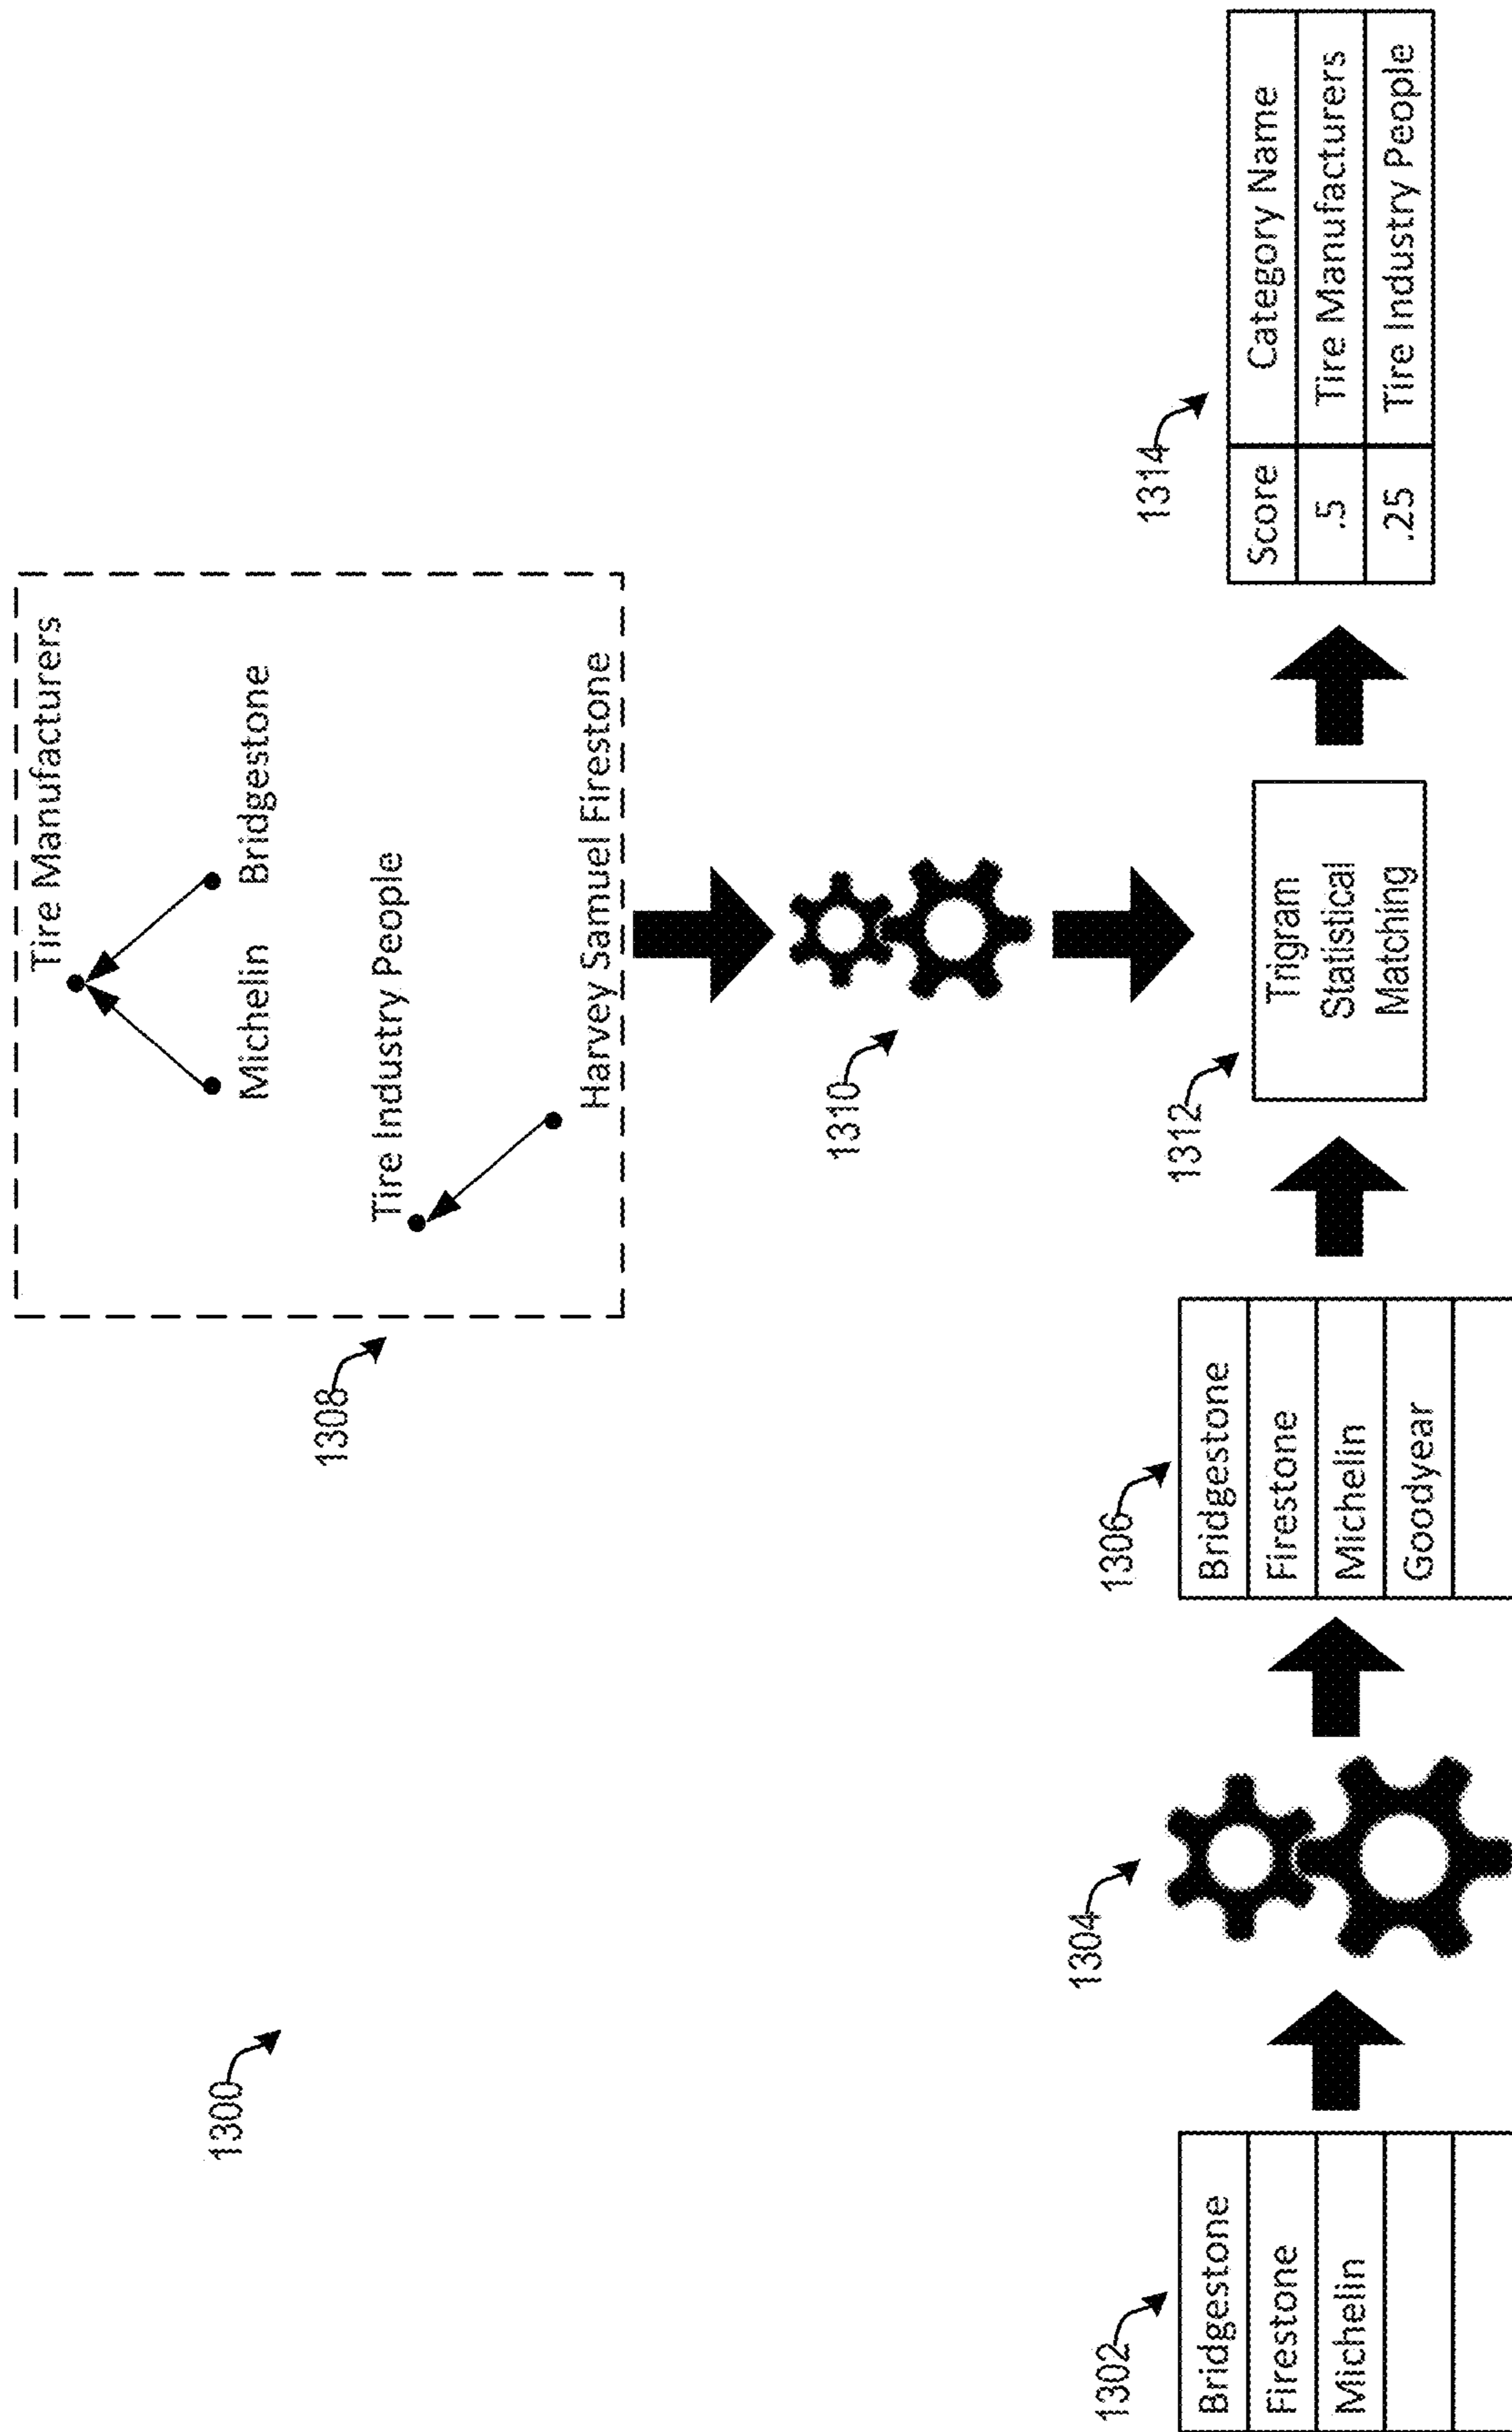 1300
1308
Tire Manufacturers
Michelin
Bridgestone
Tire Industry People
Harvey Samuel Firestone
1310
1302
Bridgestone
Firestone
Michelin
1304
1306
Bridgestone
Firestone
Michelin
Goodyear
1312
Trigram
Statistical
Matching
1314
Score Category Name
.5 Tire Manufacturers
.25 Tire Industry People